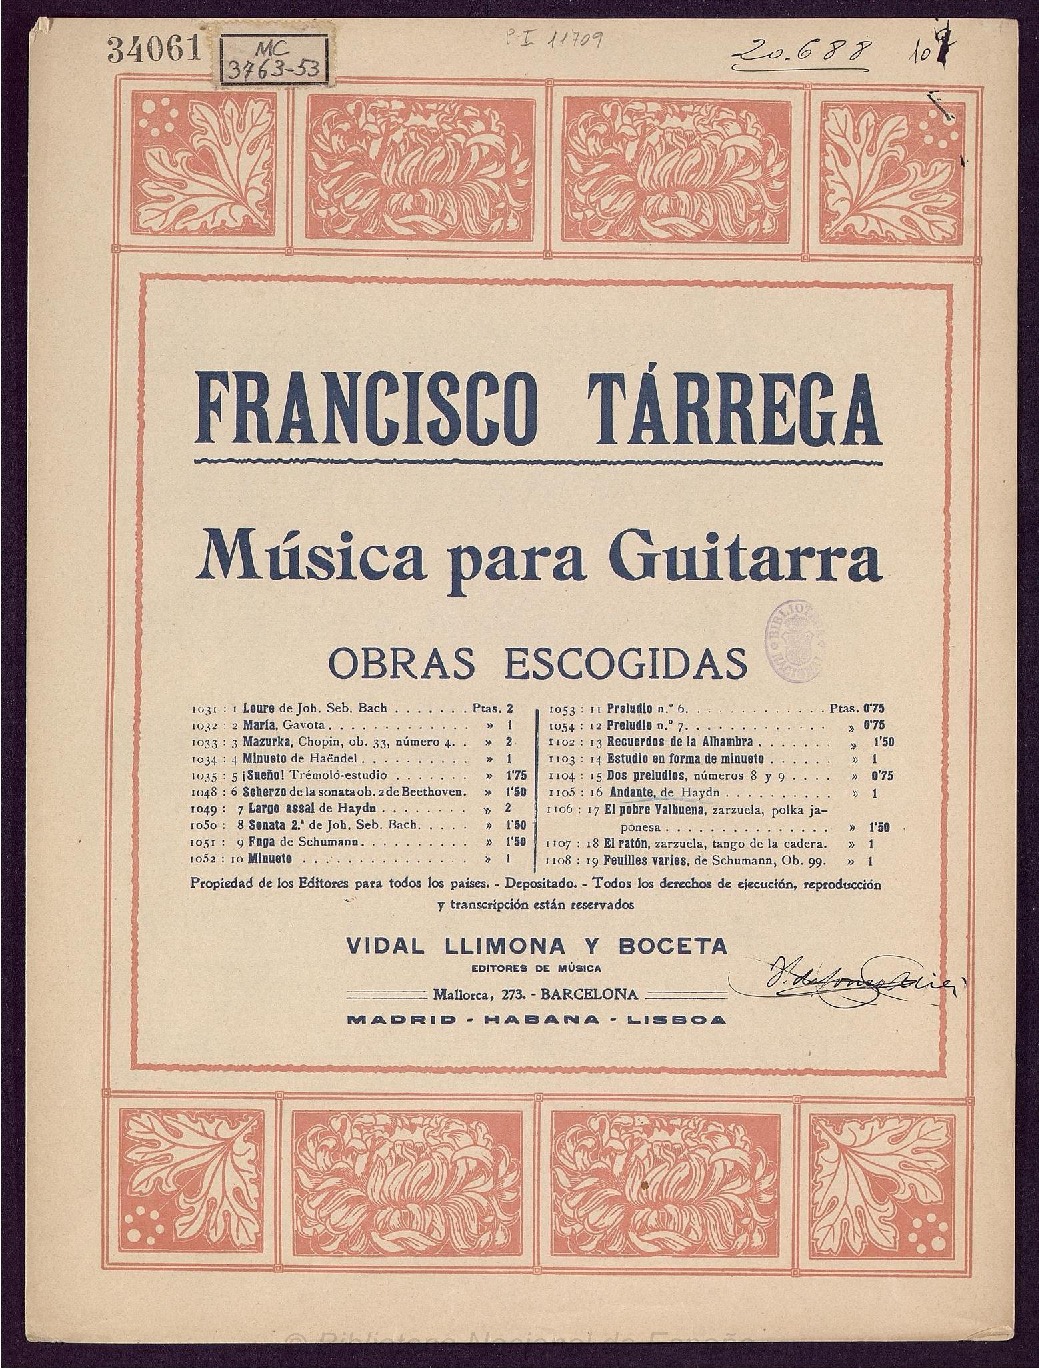 34061
MC
3763-53
20.688
FRANCISCO TÁRREGA
Música para Guitarra
OBRAS ESCOGIDAS
1031 : 1 Loure de Joh. Seb. Bach . . . . . . . Ptas. 2
1032 : 2 María, Gavota. . . . . . . . . . . . . » 1
1033 : 3 Mazurka, Chopin, ob. 33, número 4. . » 2
1034 : 4 Minueto de Haëndel . . . . . . . . . . » 1
1035 : 5 ¡Sueño! Trémoló-estudio . . . . . . . » 1'75
1048 : 6 Scherzo de la sonata ob. 2 de Beethoven. » 1'50
1049 : 7 Largo assai de Haydn . . . . . . . . . » 2
1050 : 8 Sonata 2.ª de Joh. Seb. Bach. . . . . » 1'50
1051 : 9 Fuga de Schumann. . . . . . . . . . » 1'50
1052 : 10 Minueto . . . . . . . . . . . . . . » 1
1053 : 11 Preludio n.º 6. . . . . . . . . . . . . Ptas. 0'75
1054 : 12 Preludio n.º 7. . . . . . . . . . . . . » 0'75
1102 : 13 Recuerdos de la Alhambra . . . . . . . » 1'50
1103 : 14 Estudio en forma de minueto . . . . . . » 1
1104 : 15 Dos preludios, números 8 y 9 . . . . » 0'75
1105 : 16 Andante, de Haydn . . . . . . . . . . » 1
1106 : 17 El pobre Valbuena, zarzuela, polka ja-
ponesa . . . . . . . . . . . . . . » 1'50
1107 : 18 El ratón, zarzuela, tango de la cadera. » 1
1108 : 19 Feuilles varies, de Schumann, Ob. 99. » 1
Propiedad de los Editores para todos los países. - Depositado. - Todos los derechos de ejecución, reproducción
y transcripción están reservados
VIDAL LLIMONA Y BOCETA
EDITORES DE MÚSICA
Mallorca, 273. - BARCELONA
MADRID - HABANA - LISBOA
© Biblioteca Nacional de España